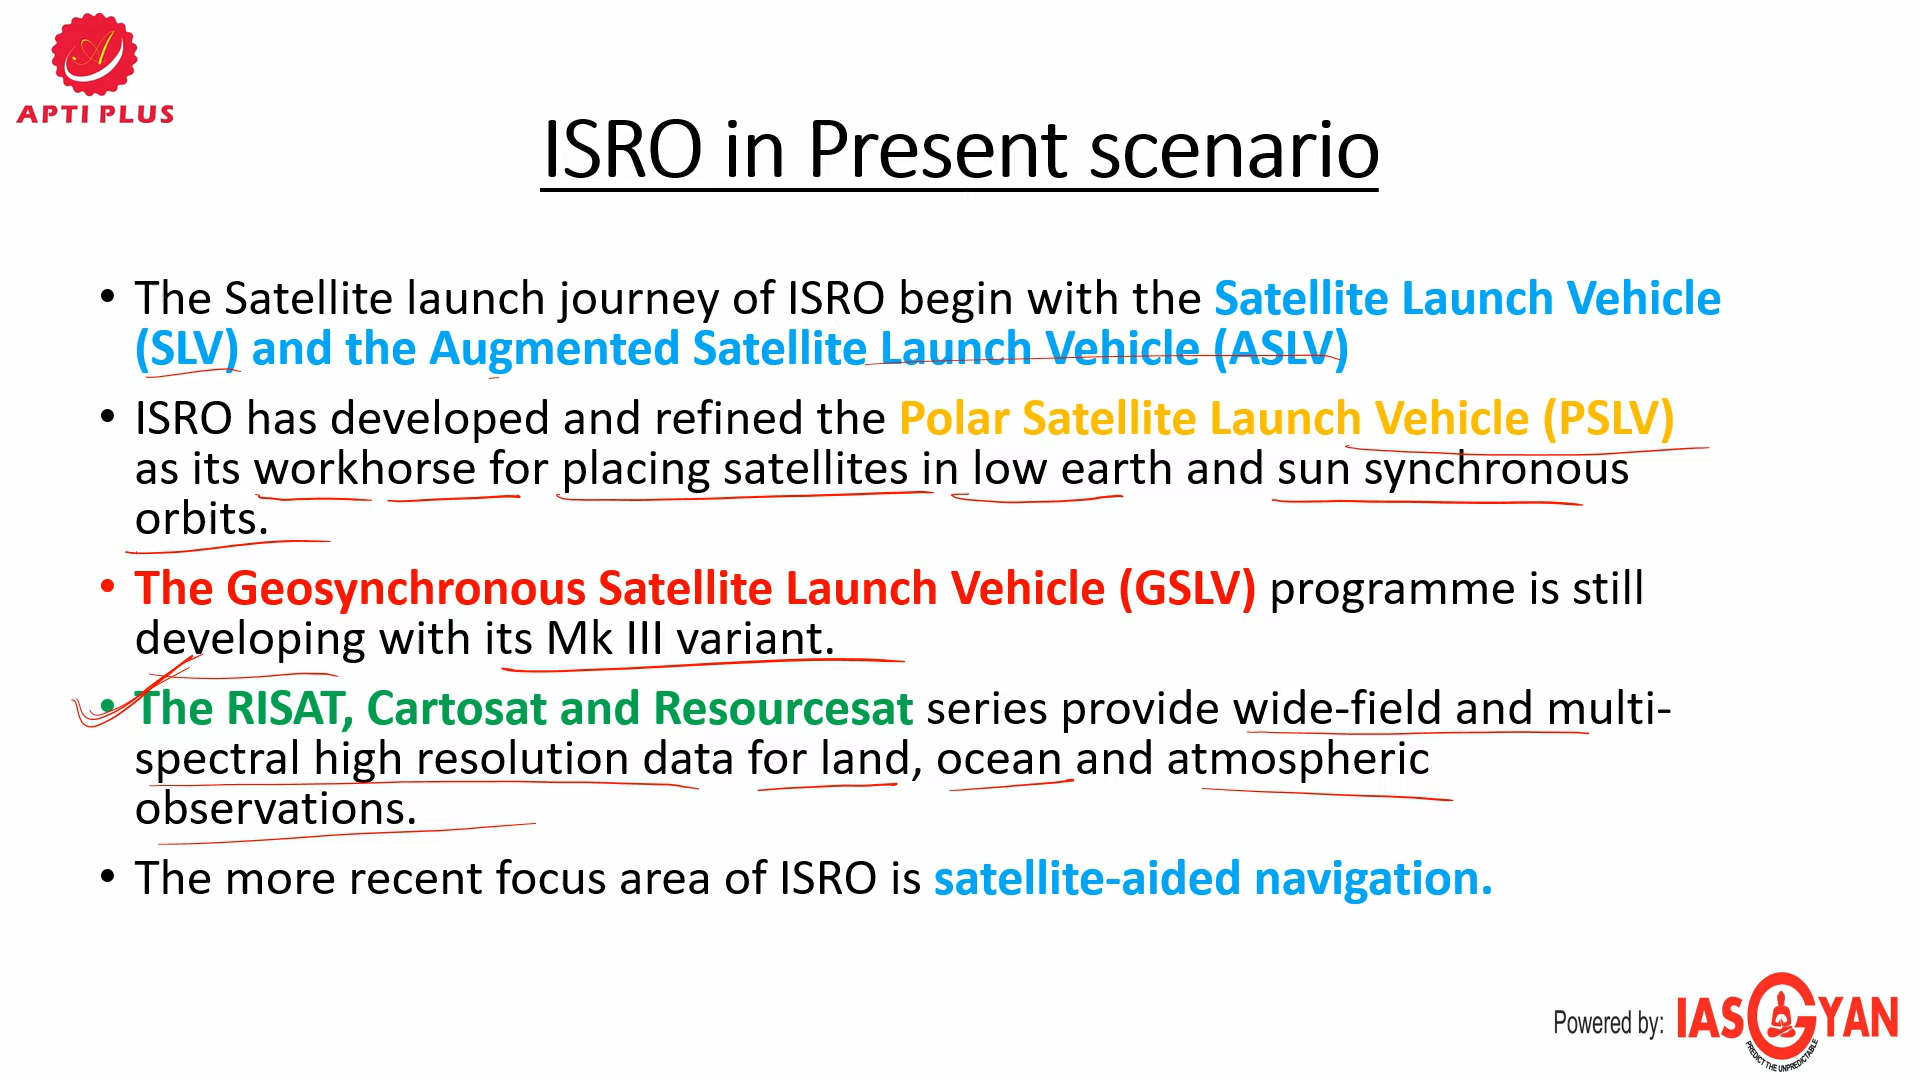 APTI PLUS
ISRO in Present scenario
• The Satellite launch journey of ISRO begin with the Satellite Launch Vehicle
(SLV) and the Augmented Satellite Launch Vehicle (ASLV)
• ISRO has developed and refined the Polar Satellite Launch Vehicle (PSLV)
as its workhorse for placing satellites in low earth and sun synchronous
orbits.
• The Geosynchronous Satellite Launch Vehicle (GSLV) programme is still
developing with its Mk III variant.
• The RISAT, Cartosat and Resourcesat series provide wide-field and multi-
spectral high resolution data for land, ocean and atmospheric
observations.
• The more recent focus area of ISRO is satellite-aided navigation.
Powered by: IAS GYAN
PREDICT THE UNPREDICTABLE